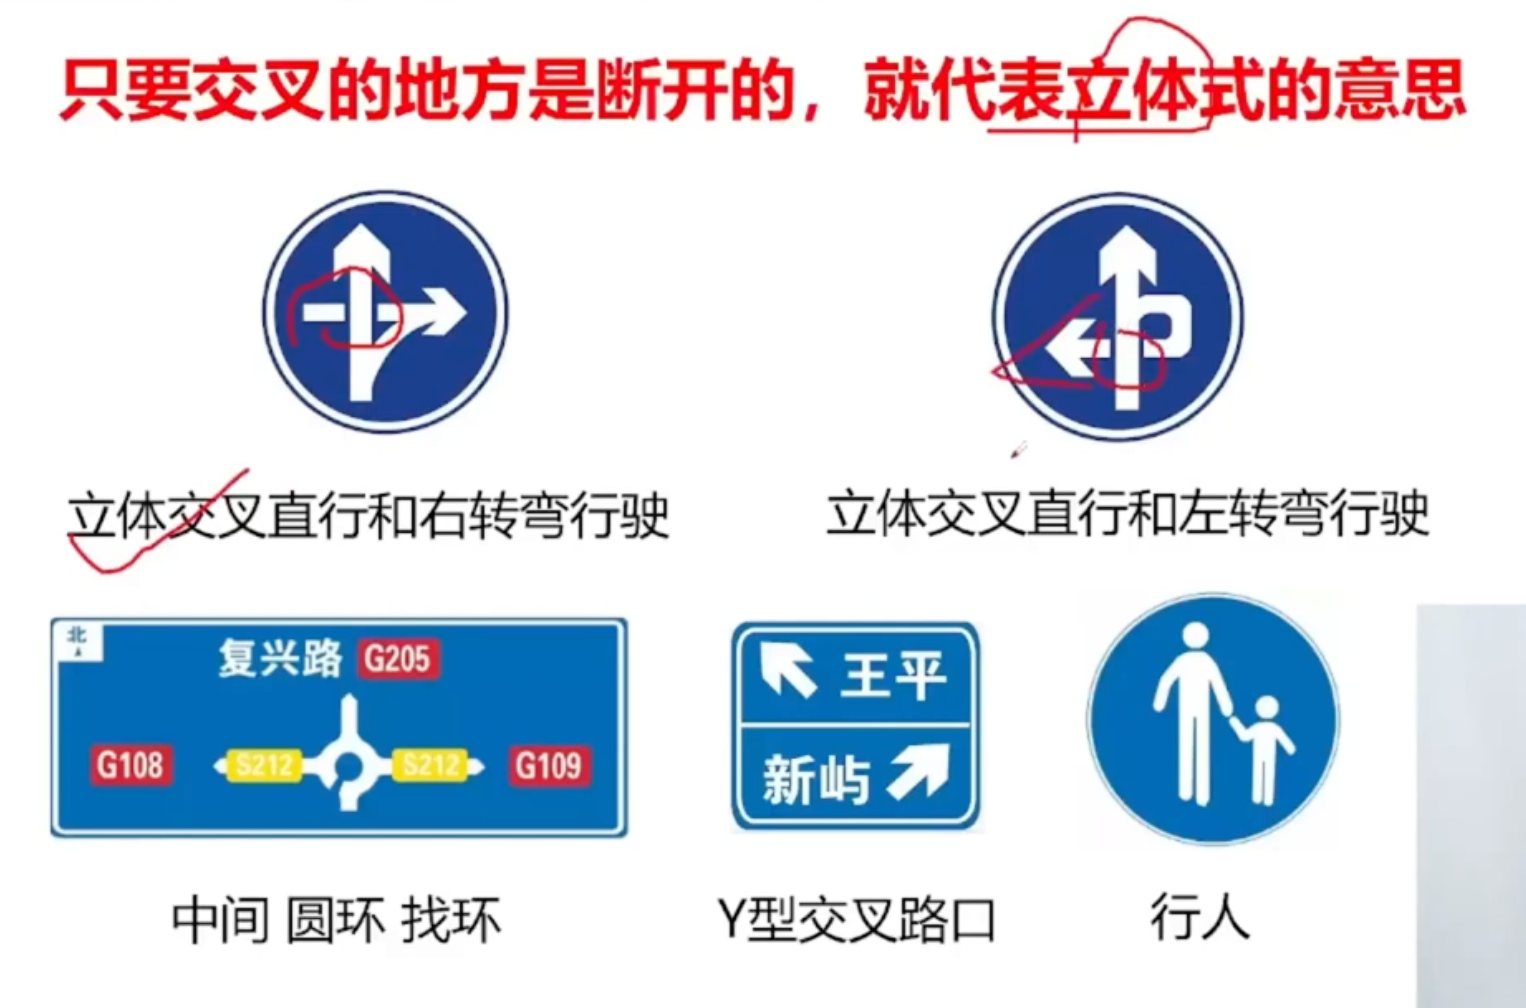 只要交叉的地方是断开的，就代表立体式的意思
立体交叉直行和右转弯行驶
立体交叉直行和左转弯行驶
北
复兴路 G205
G108 S212 S212 G109
王平
新屿
中间 圆环 找环
Y型交叉路口
行人